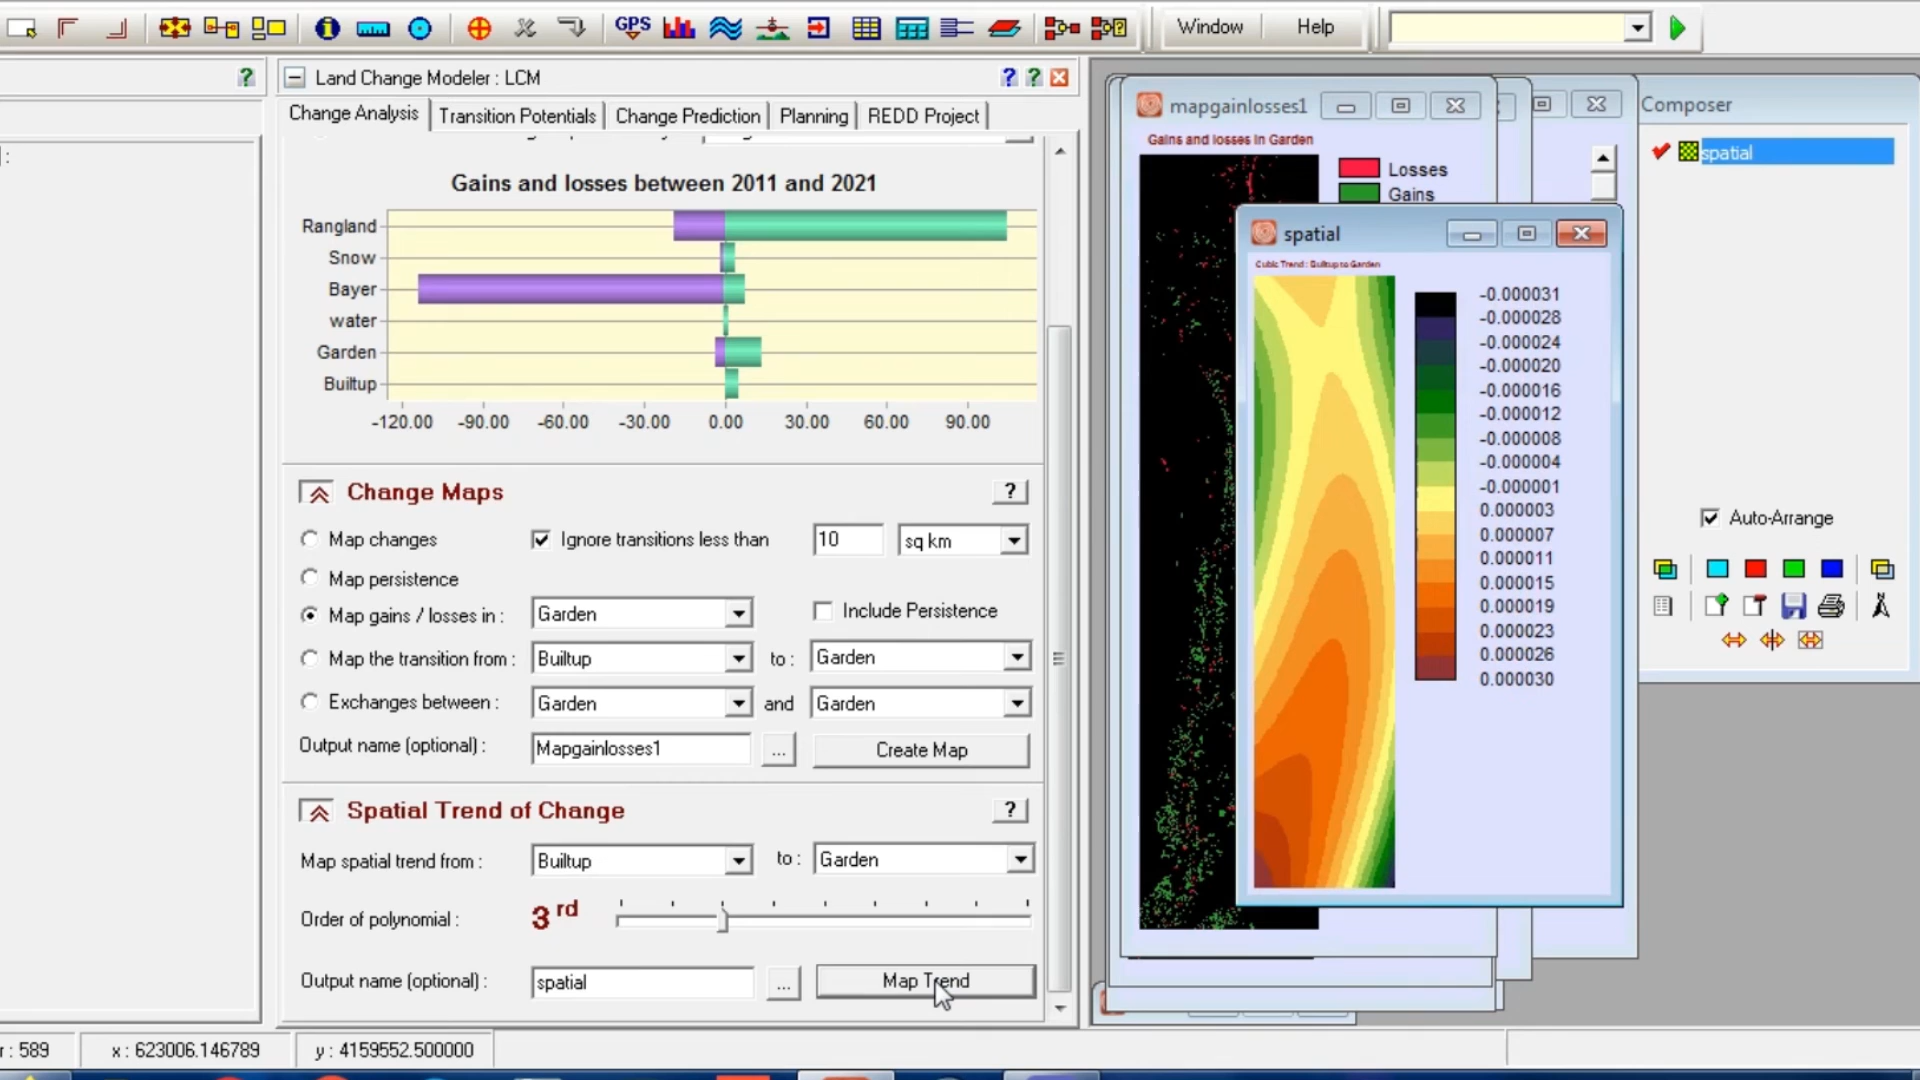 GPS
Window
Help
Land Change Modeler : LCM
Change Analysis
Transition Potentials
Change Prediction
Planning
REDD Project
Gains and losses between 2011 and 2021
Rangland
Snow
Bayer
water
Garden
Builtup
-120.00 -90.00 -60.00 -30.00 0.00 30.00 60.00 90.00
Change Maps
?
Map changes
Ignore transitions less than
10
sq km
Map persistence
Map gains / losses in :
Garden
Include Persistence
Map the transition from :
Builtup
to :
Garden
Exchanges between :
Garden
and
Garden
Output name (optional) :
Mapgainlosses1
...
Create Map
Spatial Trend of Change
?
Map spatial trend from :
Builtup
to :
Garden
Order of polynomial :
3 rd
Output name (optional) :
spatial
...
Map Trend
mapgainlosses1
Gains and losses in Garden
Losses
Gains
spatial
Cubic Trend : Builtup to Garden
-0.000031
-0.000028
-0.000024
-0.000020
-0.000016
-0.000012
-0.000008
-0.000004
-0.000001
0.000003
0.000007
0.000011
0.000015
0.000019
0.000023
0.000026
0.000030
Composer
spatial
Auto-Arrange
r : 589
x : 623006.146789
y : 4159552.500000